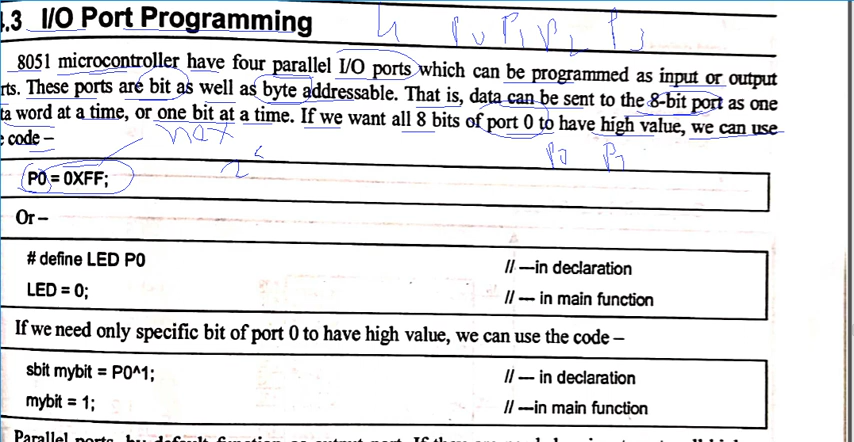 .3 I/O Port Programming
8051 microcontroller have four parallel I/O ports which can be programmed as input or output
rts. These ports are bit as well as byte addressable. That is, data can be sent to the 8-bit port as one
ta word at a time, or one bit at a time. If we want all 8 bits of port 0 to have high value, we can use
e code –
P0 = 0XFF;
Or –
# define LED P0 // —in declaration
LED = 0; // — in main function
If we need only specific bit of port 0 to have high value, we can use the code –
sbit mybit = P0^1; // — in declaration
mybit = 1; // —in main function